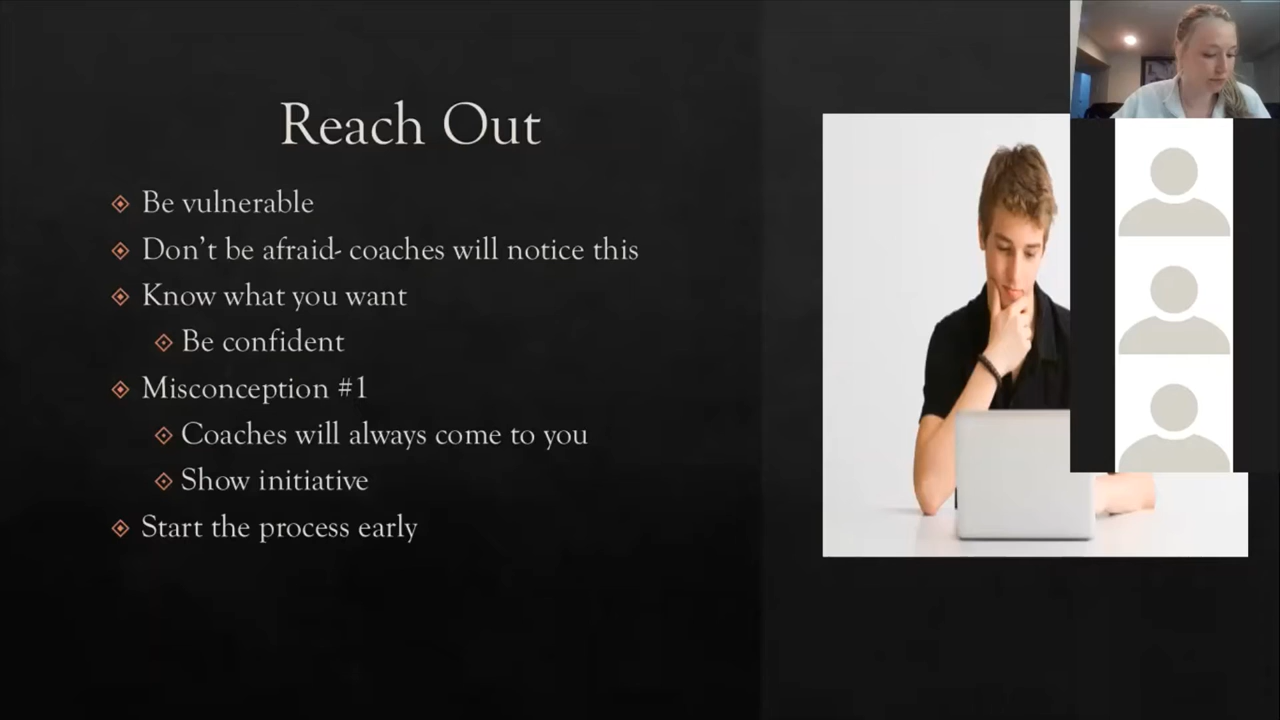 Reach Out
Be vulnerable
Don't be afraid- coaches will notice this
Know what you want
Be confident
Misconception #1
Coaches will always come to you
Show initiative
Start the process early